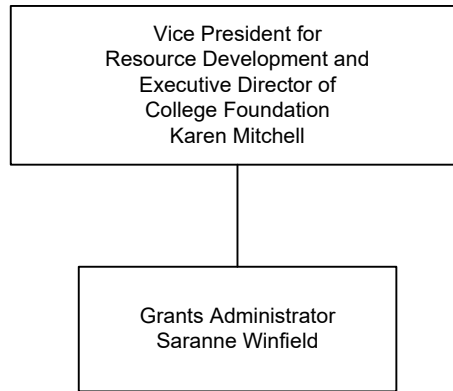 Vice President for
Resource Development and
Executive Director of
College Foundation
Karen Mitchell
Grants Administrator
Saranne Winfield